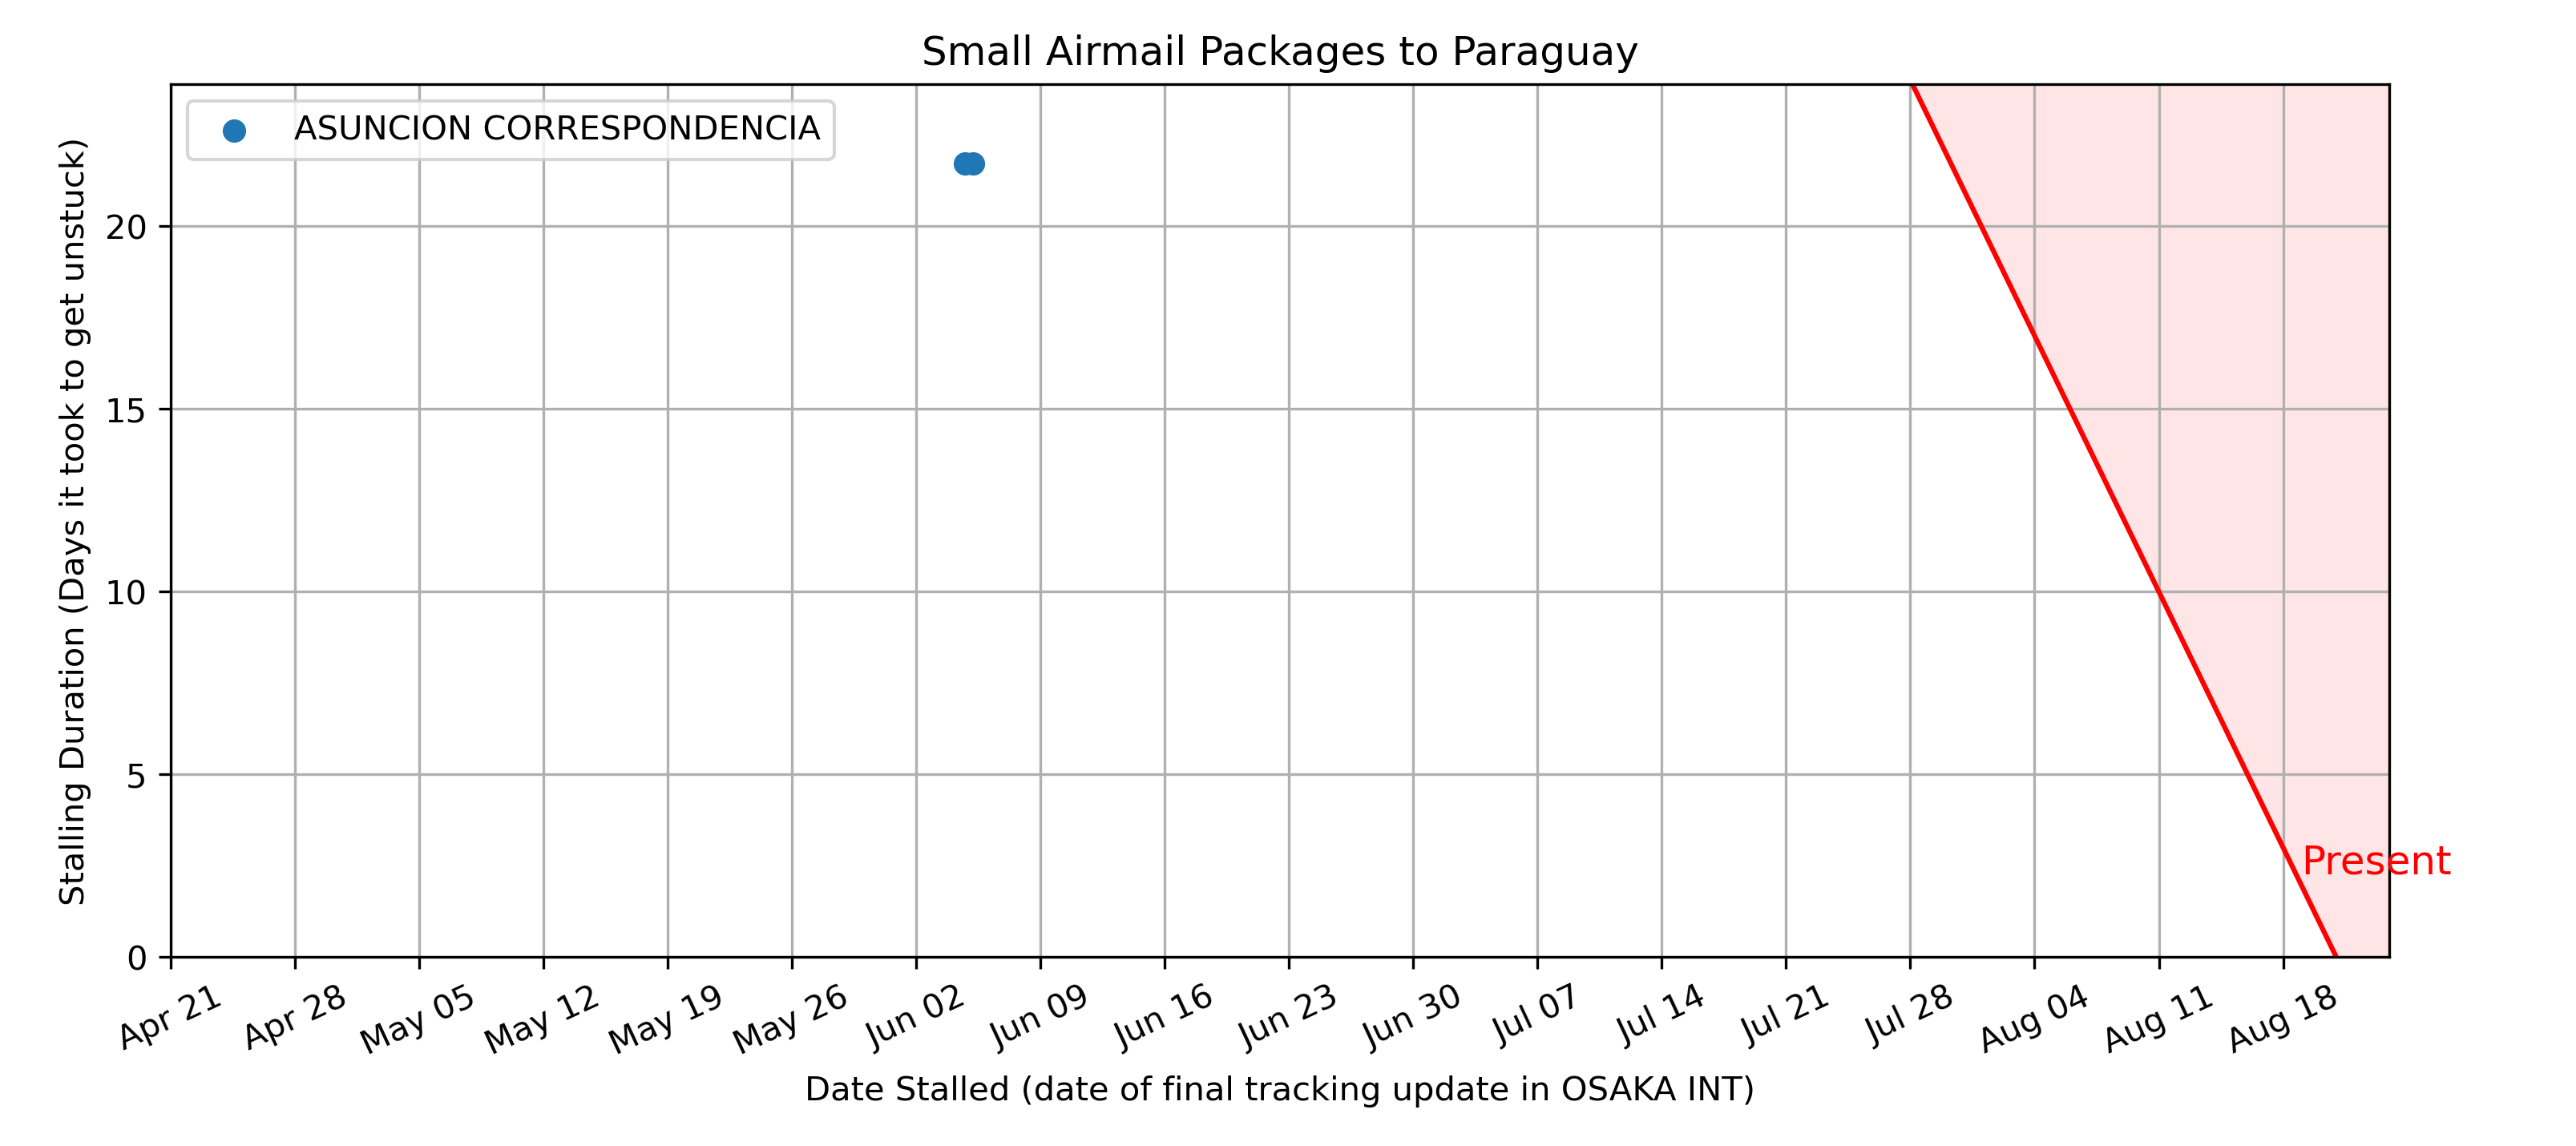 Small Airmail Packages to Paraguay
ASUNCION CORRESPONDENCIA
Stalling Duration (Days it took to get unstuck)
20
15
10
5
0
Present
Apr 21
Apr 28
May 05
May 12
May 19
May 26
Jun 02
Jun 09
Jun 16
Jun 23
Jun 30
Jul 07
Jul 14
Jul 21
Jul 28
Aug 04
Aug 11
Aug 18
Date Stalled (date of final tracking update in OSAKA INT)